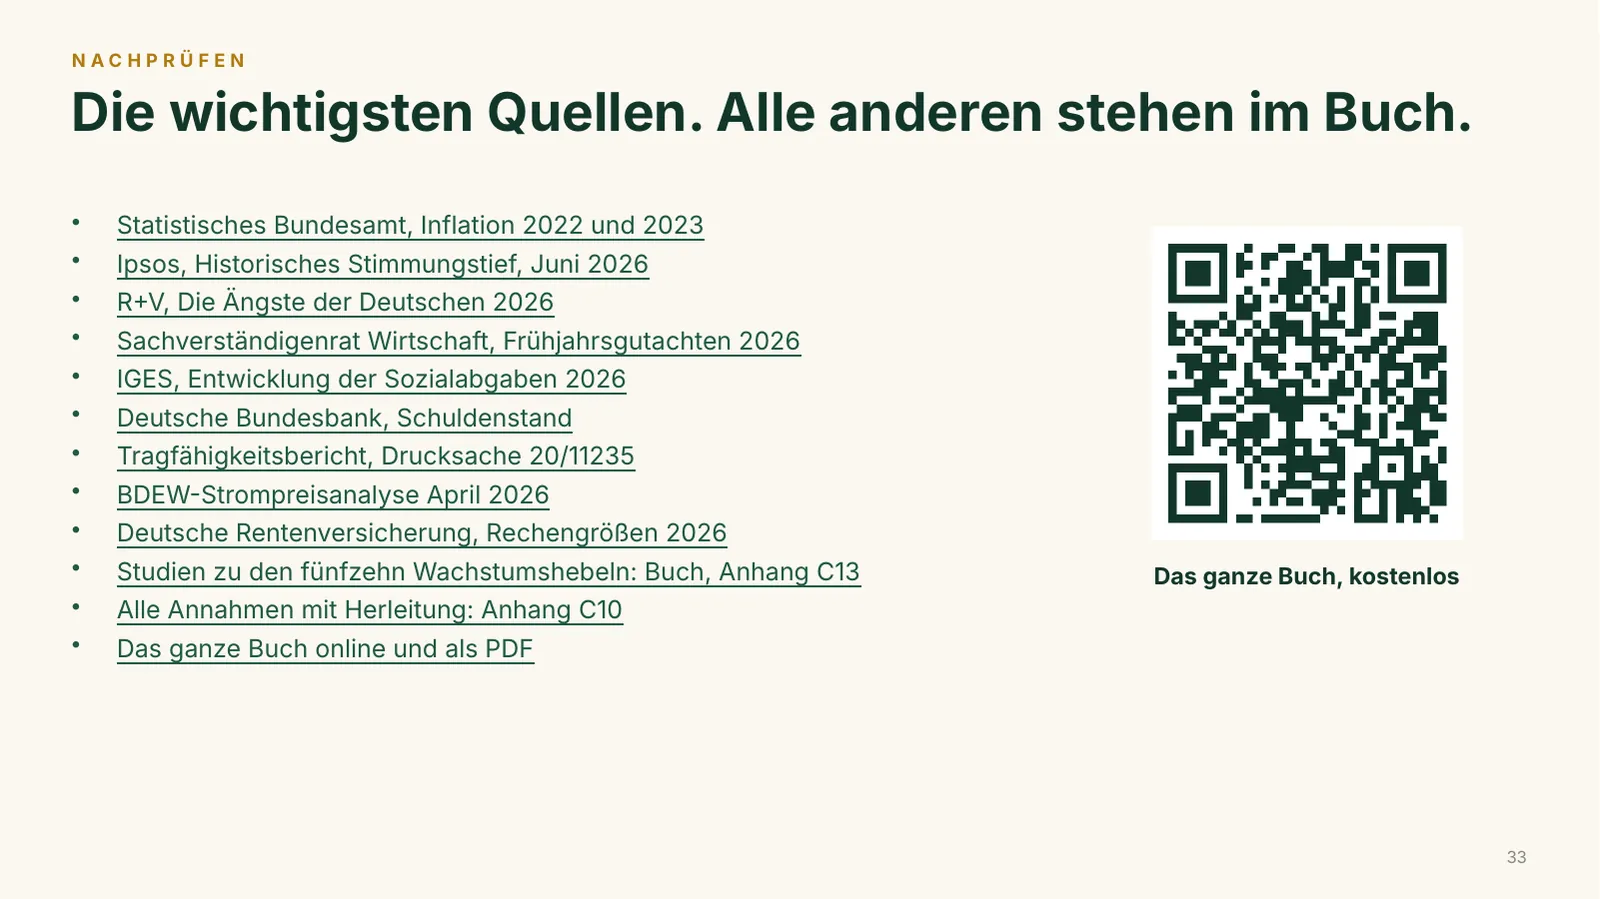 NACHPRÜFEN
Die wichtigsten Quellen. Alle anderen stehen im Buch.
• Statistisches Bundesamt, Inflation 2022 und 2023
• Ipsos, Historisches Stimmungstief, Juni 2026
• R+V, Die Ängste der Deutschen 2026
• Sachverständigenrat Wirtschaft, Frühjahrsgutachten 2026
• IGES, Entwicklung der Sozialabgaben 2026
• Deutsche Bundesbank, Schuldenstand
• Tragfähigkeitsbericht, Drucksache 20/11235
• BDEW-Strompreisanalyse April 2026
• Deutsche Rentenversicherung, Rechengrößen 2026
• Studien zu den fünfzehn Wachstumshebeln: Buch, Anhang C13
• Alle Annahmen mit Herleitung: Anhang C10
• Das ganze Buch online und als PDF
Das ganze Buch, kostenlos
33